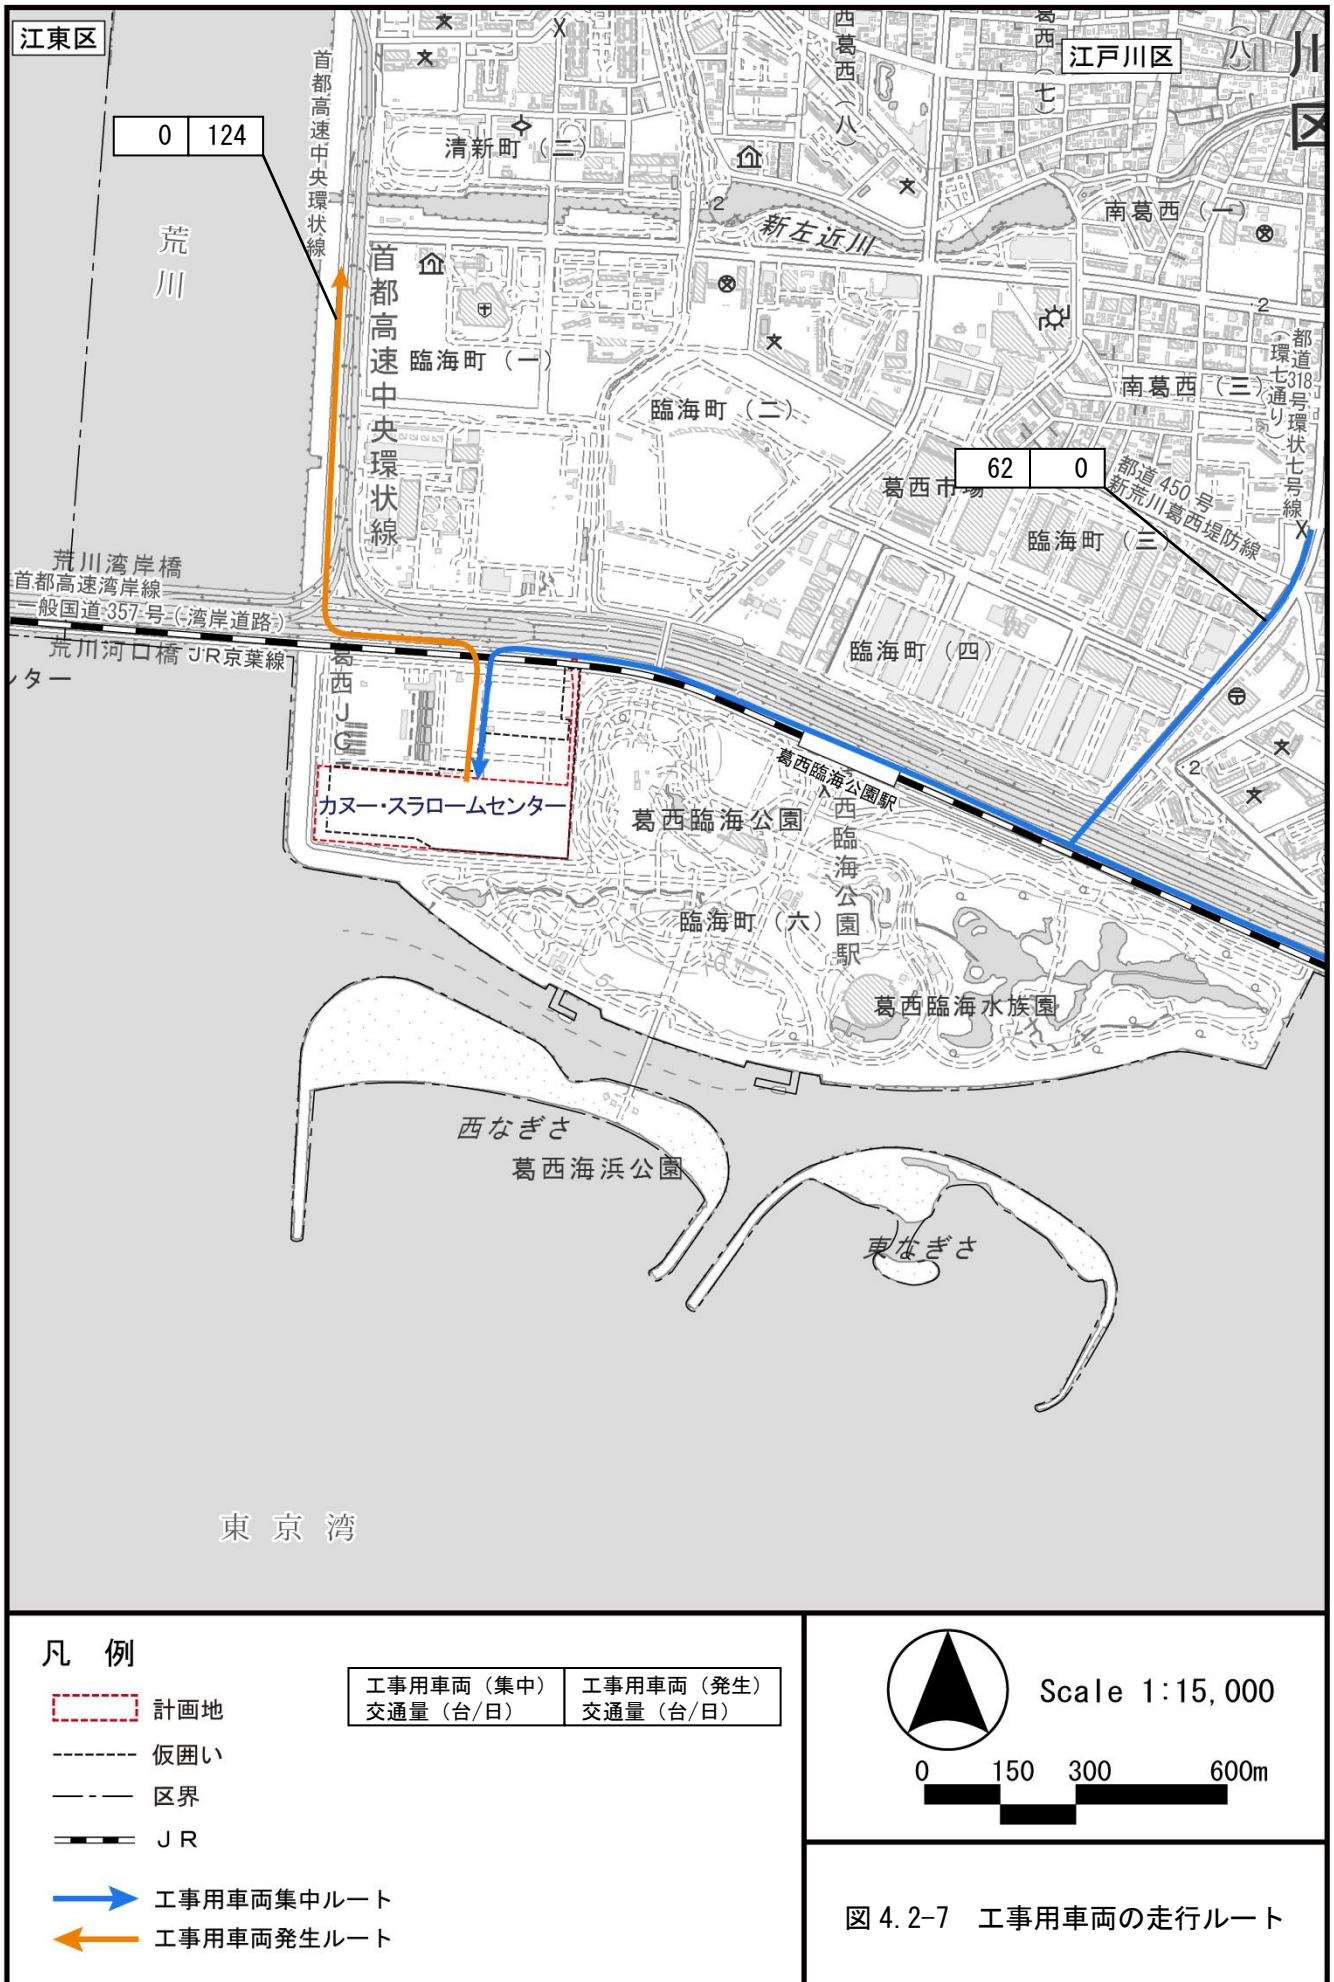 江東区
首都高速中央環状線
西葛西（八）
葛西（七）
（八）
江戸川区
川区
0 124
清新町（二）
・2
新左近川
南葛西（一）
荒川
首都高速中央環状線
・2
臨海町（一）
臨海町（二）
南葛西（三）
都道318号環状七号線
（環七通り）
62 0
葛西市場
都道450号
新荒川葛西堤防線
臨海町（三
荒川湾岸橋
首都高速湾岸線
一般国道357号（湾岸道路）
荒川河口橋
JR京葉線
ンター
葛西JCT
臨海町（四）
・2
葛西臨海公園駅
カヌー・スラロームセンター
葛西臨海公園
西臨海公園駅
臨海町（六）
葛西臨海水族園
西なぎさ
葛西海浜公園
東なぎさ
東京湾
凡 例
計画地
仮囲い
区界
ＪＲ
工事用車両集中ルート
工事用車両発生ルート
工事用車両（集中）
交通量（台/日）
工事用車両（発生）
交通量（台/日）
Scale 1:15,000
0 150 300 600m
図 4.2-7 工事用車両の走行ルート